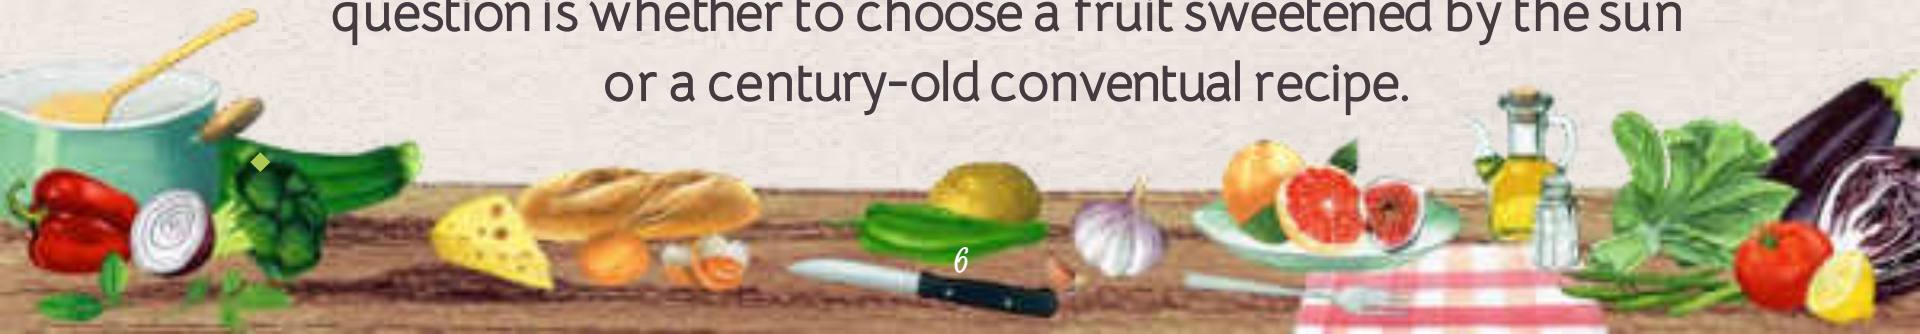 question is whether to choose a fruit sweetened by the sun
or a century-old conventual recipe.
6